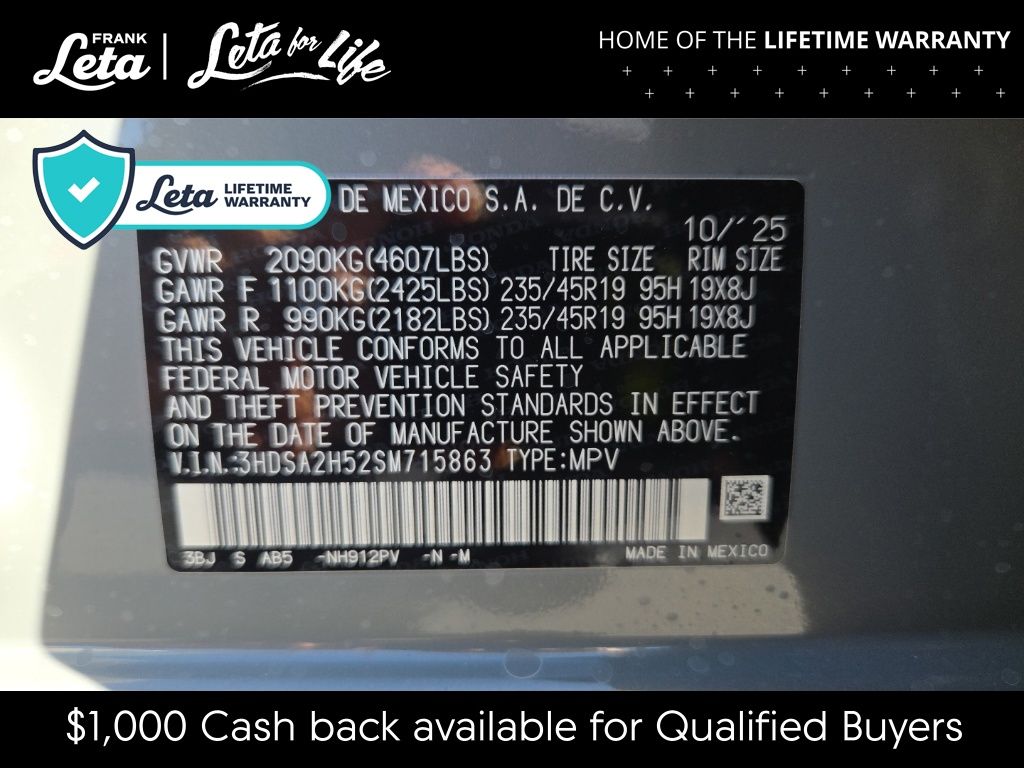 FRANK
Leta
Leta for Life
HOME OF THE LIFETIME WARRANTY
Leta LIFETIME
WARRANTY
DE MEXICO S.A. DE C.V.
10/'25
GVWR 2090KG(4607LBS) TIRE SIZE RIM SIZE
GAWR F 1100KG(2425LBS) 235/45R19 95H 19X8J
GAWR R 990KG(2182LBS) 235/45R19 95H 19X8J
THIS VEHICLE CONFORMS TO ALL APPLICABLE
FEDERAL MOTOR VEHICLE SAFETY
AND THEFT PREVENTION STANDARDS IN EFFECT
ON THE DATE OF MANUFACTURE SHOWN ABOVE.
V.I.N.:3HDSA2H52SM715863 TYPE:MPV
3BJ S AB5 -NH912PV -N -M
MADE IN MEXICO
$1,000 Cash back available for Qualified Buyers